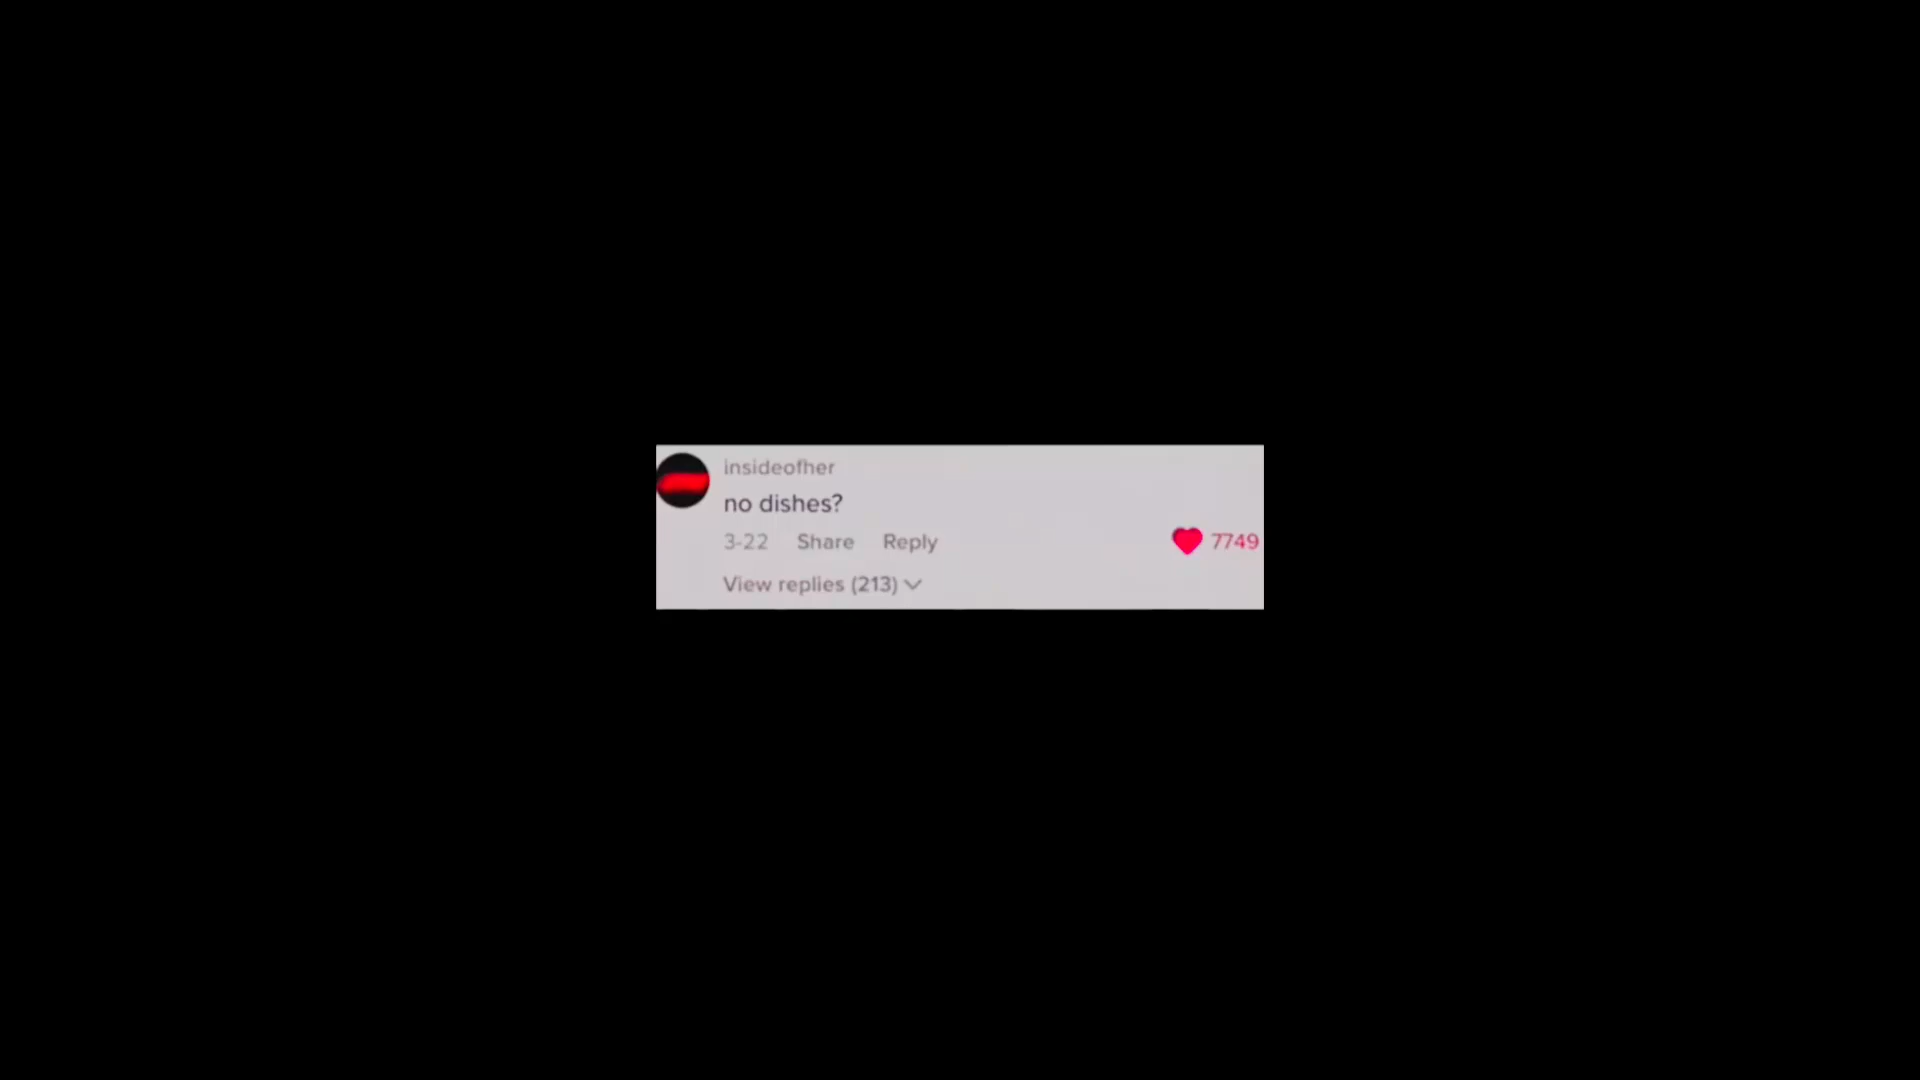 insideofher
no dishes?
3-22 Share Reply 7749
View replies (213)